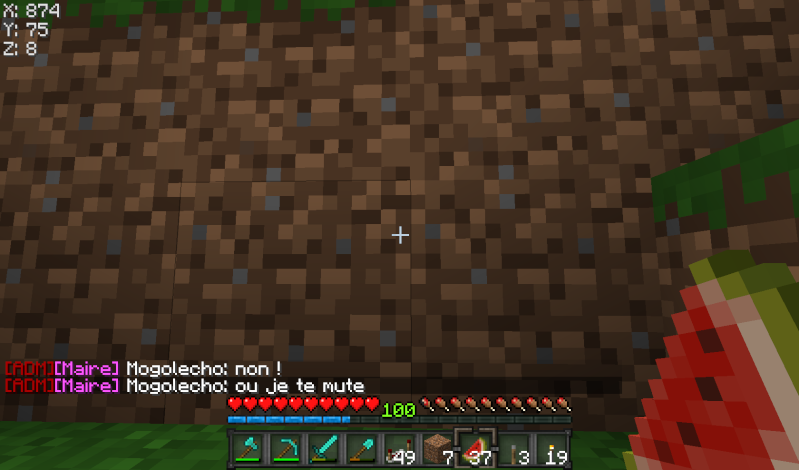 X: 874
Y: 75
Z: 8
[ADM][Maire] Mogolecho: non !
[ADM][Maire] Mogolecho: ou je te mute
100
49 7 37 3 19